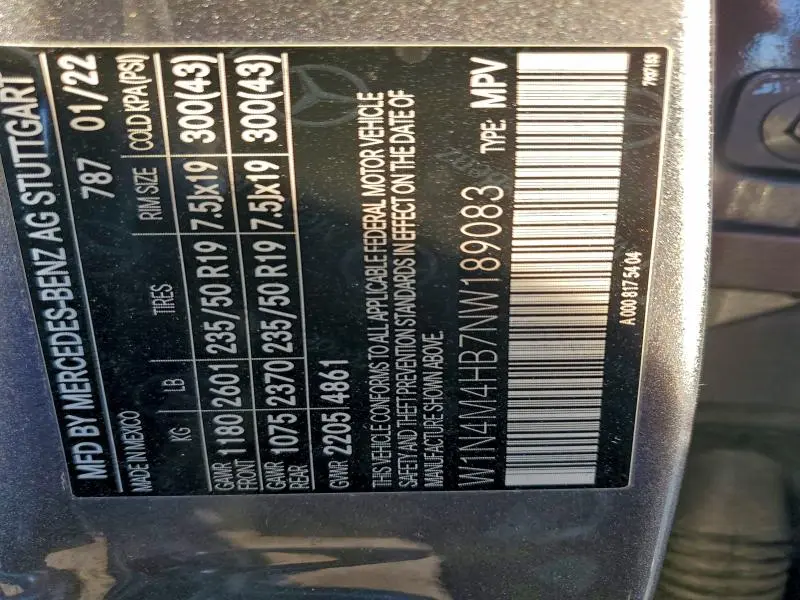 MFD BY MERCEDES-BENZ AG STUTTGART
MADE IN MEXICO 787 01/22
KG LB TIRES RIM SIZE COLD KPA(PSI)
GAWR FRONT 1180 2601 235/50 R19 7.5Jx19 300(43)
GAWR REAR 1075 2370 235/50 R19 7.5Jx19 300(43)
GVWR 2205 4861
THIS VEHICLE CONFORMS TO ALL APPLICABLE FEDERAL MOTOR VEHICLE
SAFETY AND THEFT PREVENTION STANDARDS IN EFFECT ON THE DATE OF
MANUFACTURE SHOWN ABOVE.
W1N4M4HB7NW189083 TYPE: MPV
A 000 817 54 04